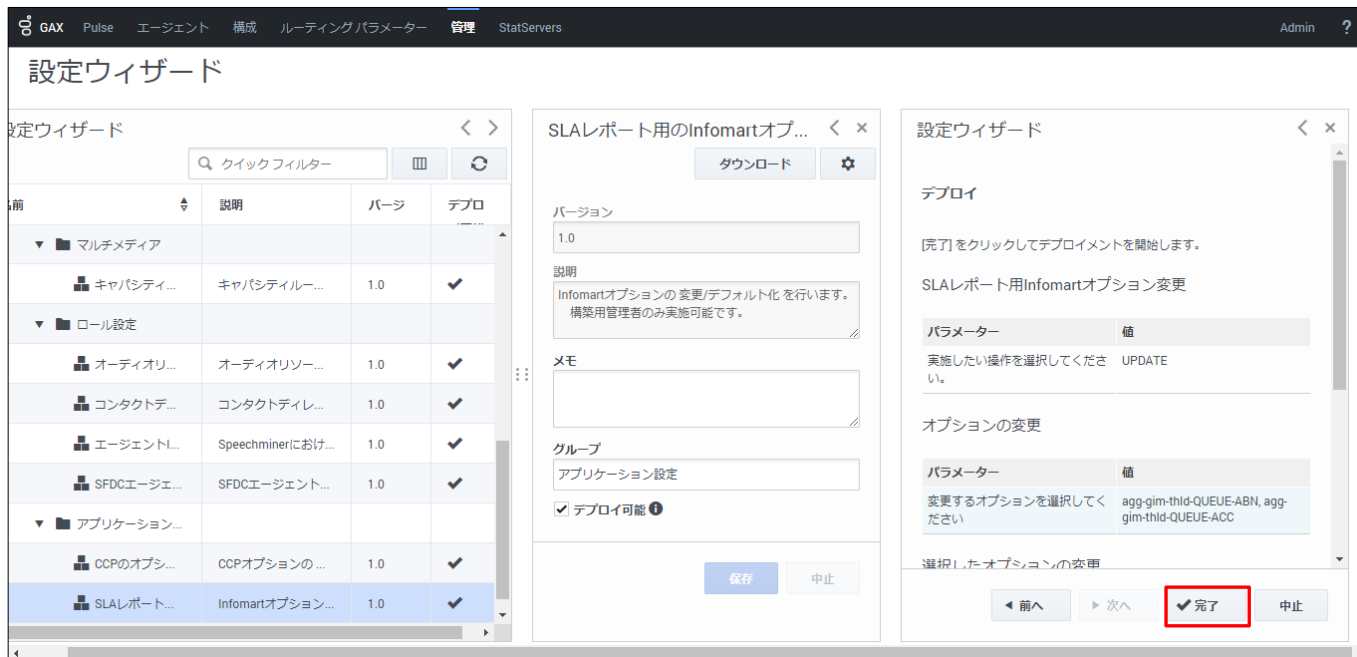 GAX Pulse エージェント 構成 ルーティング パラメーター 管理 StatServers Admin ?
設定ウィザード
設定ウィザード
クイック フィルター
名前 説明 バージ デプロ
マルチメディア
キャパシティ... キャパシティルー... 1.0
ロール設定
オーディオリ... オーディオリソー... 1.0
コンタクトデ... コンタクトディレ... 1.0
エージェントI... Speechminerにおけ... 1.0
SFDCエージェ... SFDCエージェント... 1.0
アプリケーション...
CCPのオプシ... CCPオプションの ... 1.0
SLAレポート... Infomartオプション... 1.0
SLAレポート用のInfomartオプ...
ダウンロード
バージョン
1.0
説明
Infomartオプションの 変更/デフォルト化 を行います。
構築用管理者のみ実施可能です。
メモ
グループ
アプリケーション設定
デプロイ可能
保存 中止
設定ウィザード
デプロイ
[完了] をクリックしてデプロイメントを開始します。
SLAレポート用Infomartオプション変更
パラメーター 値
実施したい操作を選択してくださ UPDATE
い。
オプションの変更
パラメーター 値
変更するオプションを選択してく agg-gim-thld-QUEUE-ABN, agg-
ださい gim-thld-QUEUE-ACC
選択したオプションの変更
前へ 次へ 完了 中止